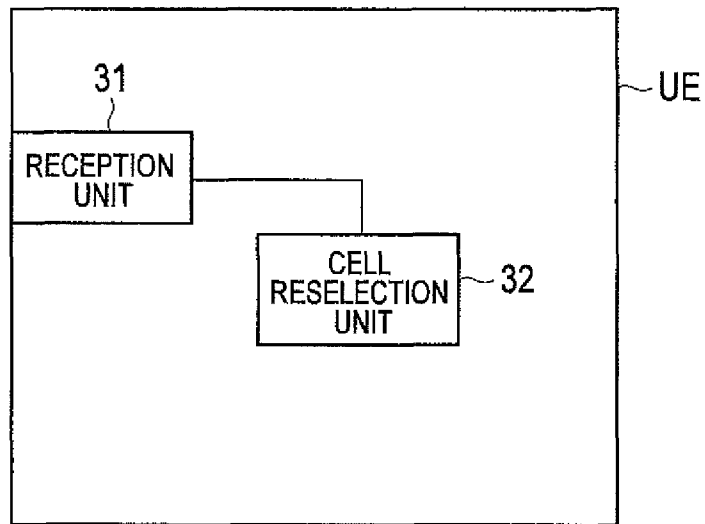 31
UE
RECEPTION
UNIT
CELL
RESELECTION
UNIT
32